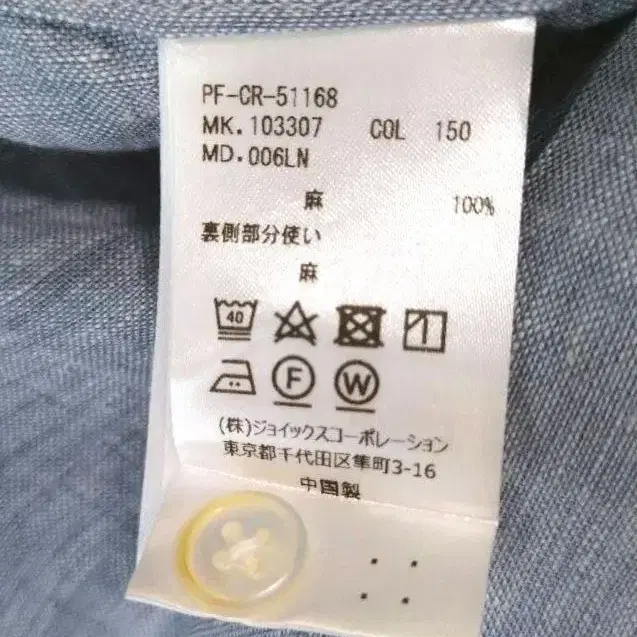 PF-CR-51168
MK.103307 COL 150
MD.006LN
麻 100%
裏側部分使い
麻
40
F W
(株)ジョイックスコーポレーション
東京都千代田区隼町3-16
中国製